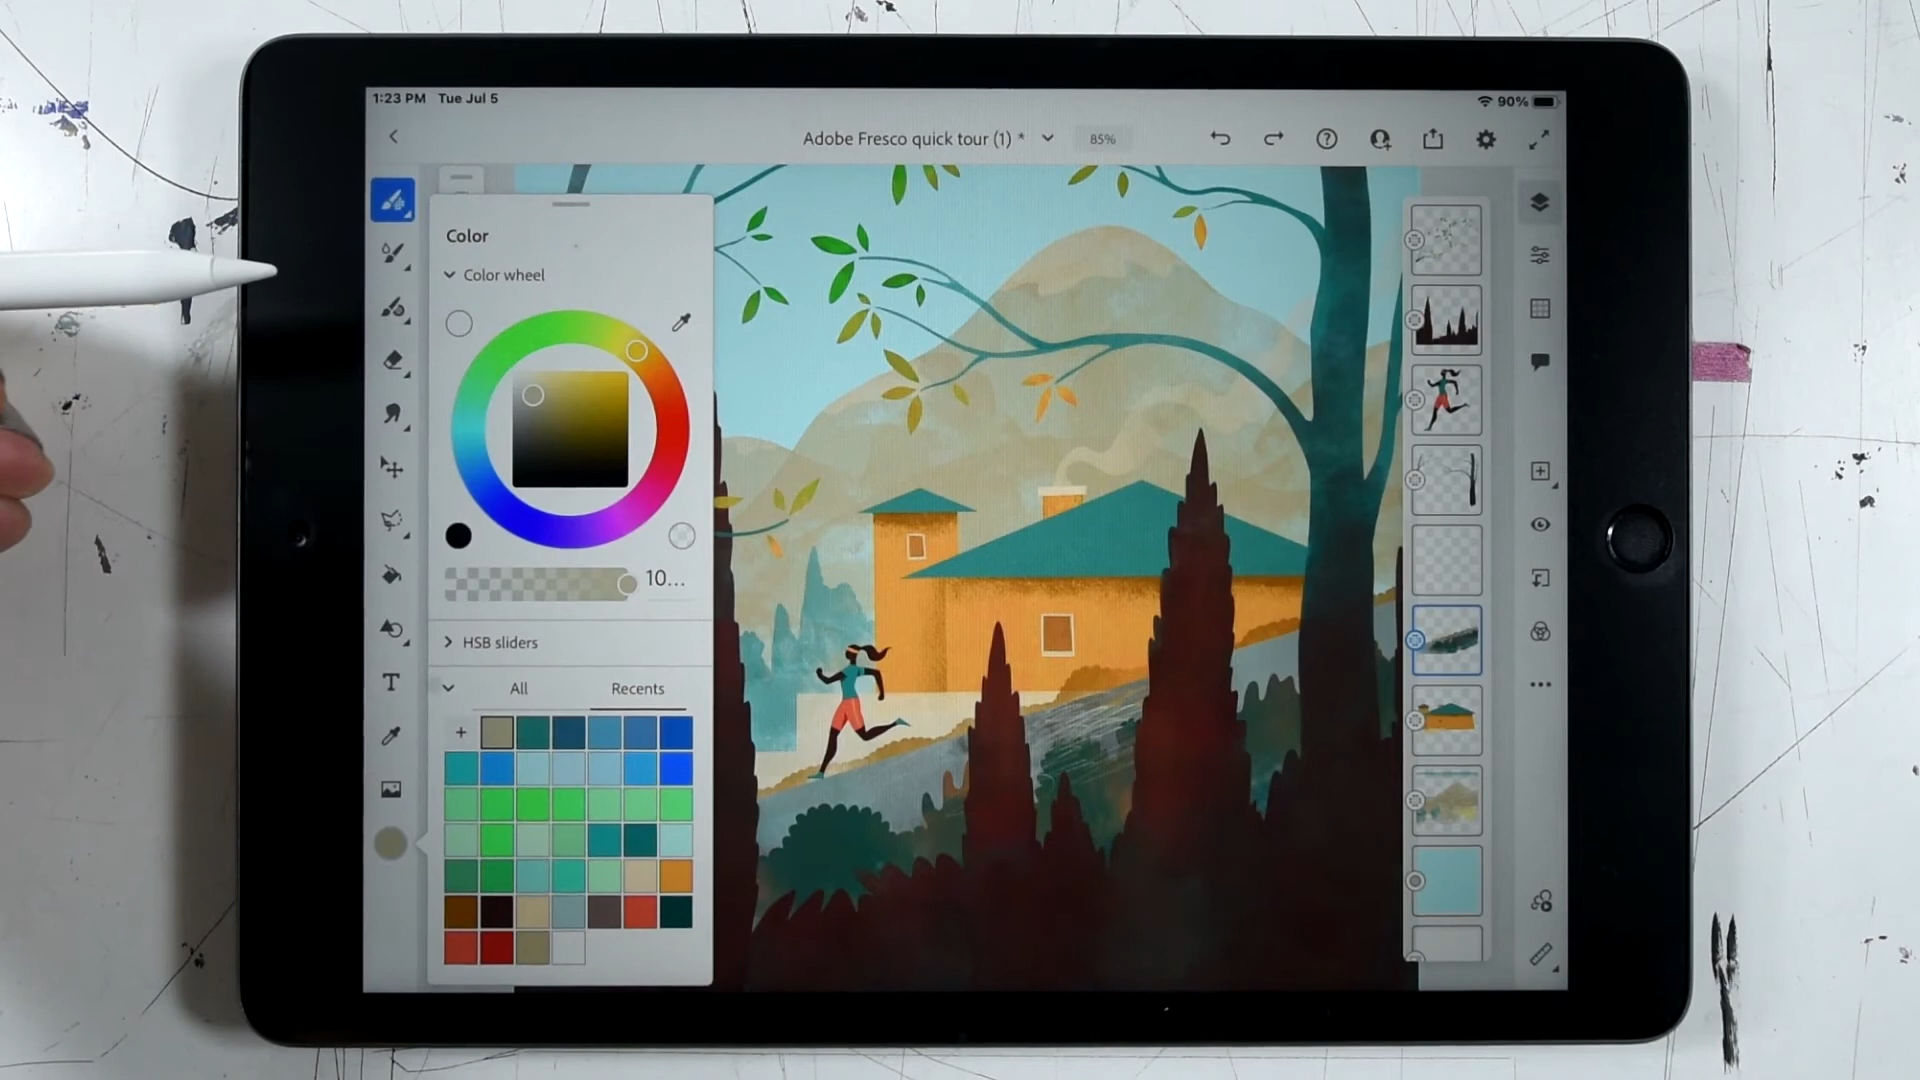 1:23 PM Tue Jul 5
90%
Adobe Fresco quick tour (1) *
85%
Color
Color wheel
10...
HSB sliders
All
Recents
T